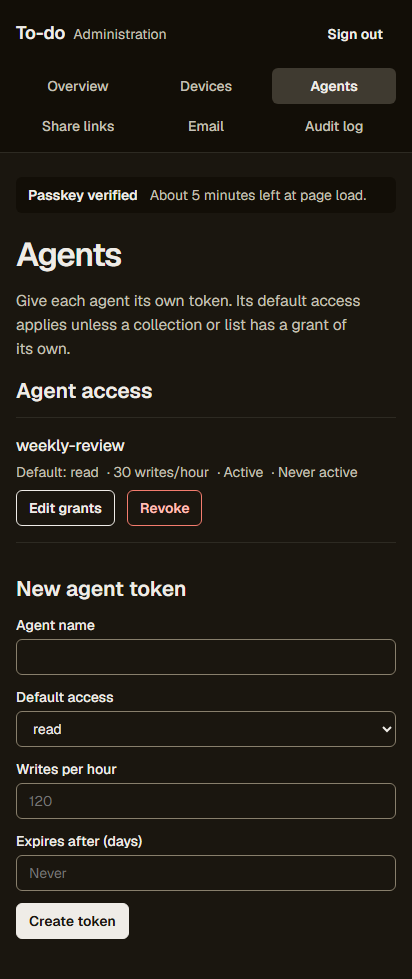 To-do Administration Sign out
Overview Devices Agents
Share links Email Audit log
Passkey verified About 5 minutes left at page load.
Agents
Give each agent its own token. Its default access
applies unless a collection or list has a grant of
its own.
Agent access
weekly-review
Default: read · 30 writes/hour · Active · Never active
Edit grants Revoke
New agent token
Agent name
Default access
read
Writes per hour
120
Expires after (days)
Never
Create token